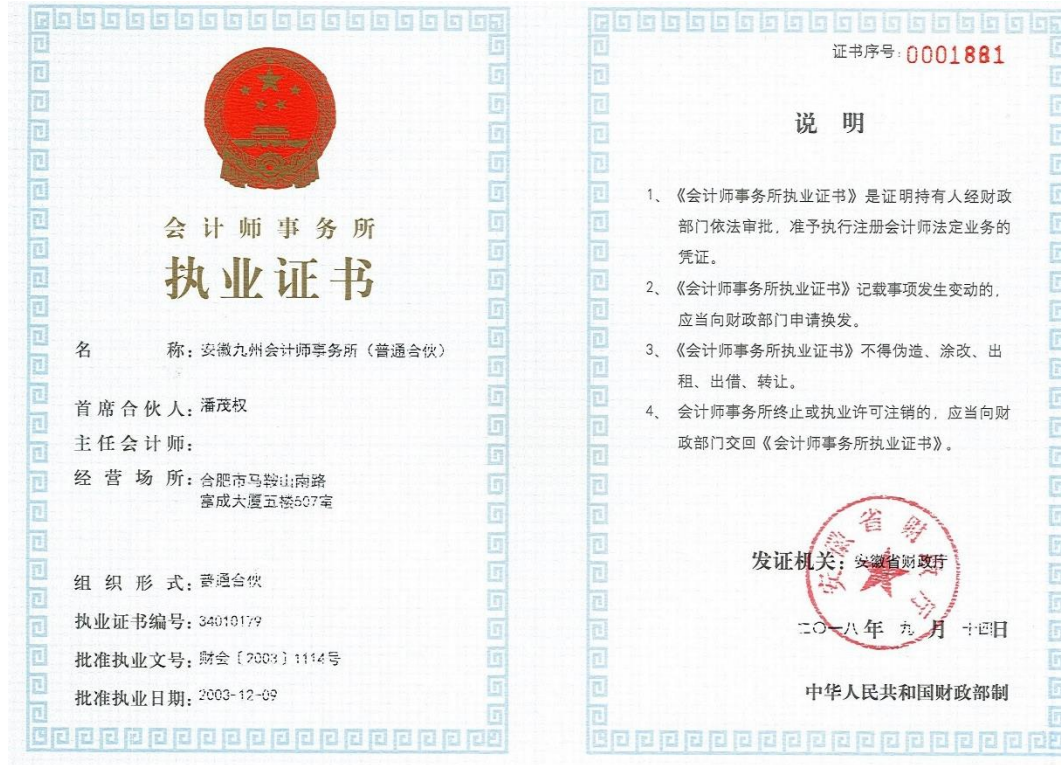 会计师事务所
执业证书
名 称：安徽九州会计师事务所（普通合伙）
首席合伙人：潘茂权
主任会计师：
经营场所：合肥市马鞍山南路
富成大厦五楼507室
组织形式：普通合伙
执业证书编号：34010179
批准执业文号：财会〔2003〕1114号
批准执业日期：2003-12-09
证书序号：0001881
说 明
1、《会计师事务所执业证书》是证明持有人经财政
部门依法审批，准予执行注册会计师法定业务的
凭证。
2、《会计师事务所执业证书》记载事项发生变动的，
应当向财政部门申请换发。
3、《会计师事务所执业证书》不得伪造、涂改、出
租、出借、转让。
4、会计师事务所终止或执业许可注销的，应当向财
政部门交回《会计师事务所执业证书》。
发证机关：安徽省财政厅
安徽省财政厅
二〇一八年 九 月 十四日
中华人民共和国财政部制